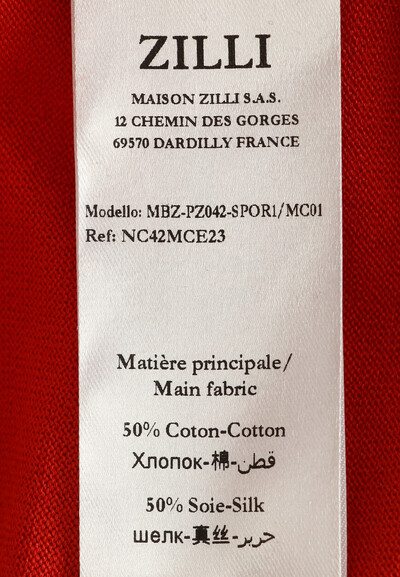 ZILLI
MAISON ZILLI S.A.S.
12 CHEMIN DES GORGES
69570 DARDILLY FRANCE
Modello: MBZ-PZ042-SPOR1/MC01
Ref: NC42MCE23
Matière principale/
Main fabric
50% Coton-Cotton
Хлопок-棉-قطن
50% Soie-Silk
шелк-真丝-حرير